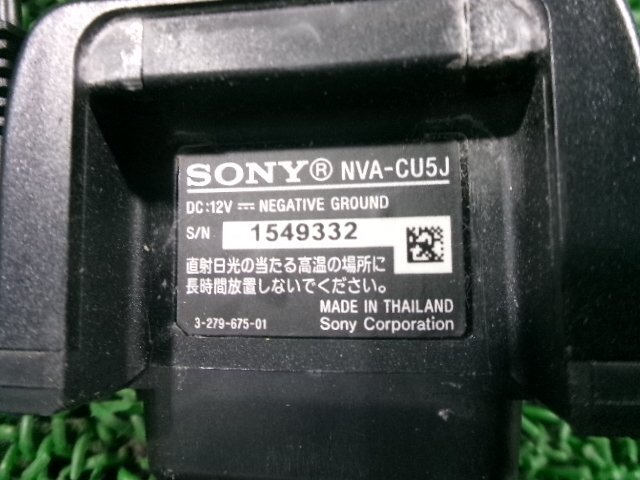 SONY® NVA-CU5J
DC:12V ⎓ NEGATIVE GROUND
S/N 1549332
直射日光の当たる高温の場所に
長時間放置しないでください。
MADE IN THAILAND
3-279-675-01 Sony Corporation